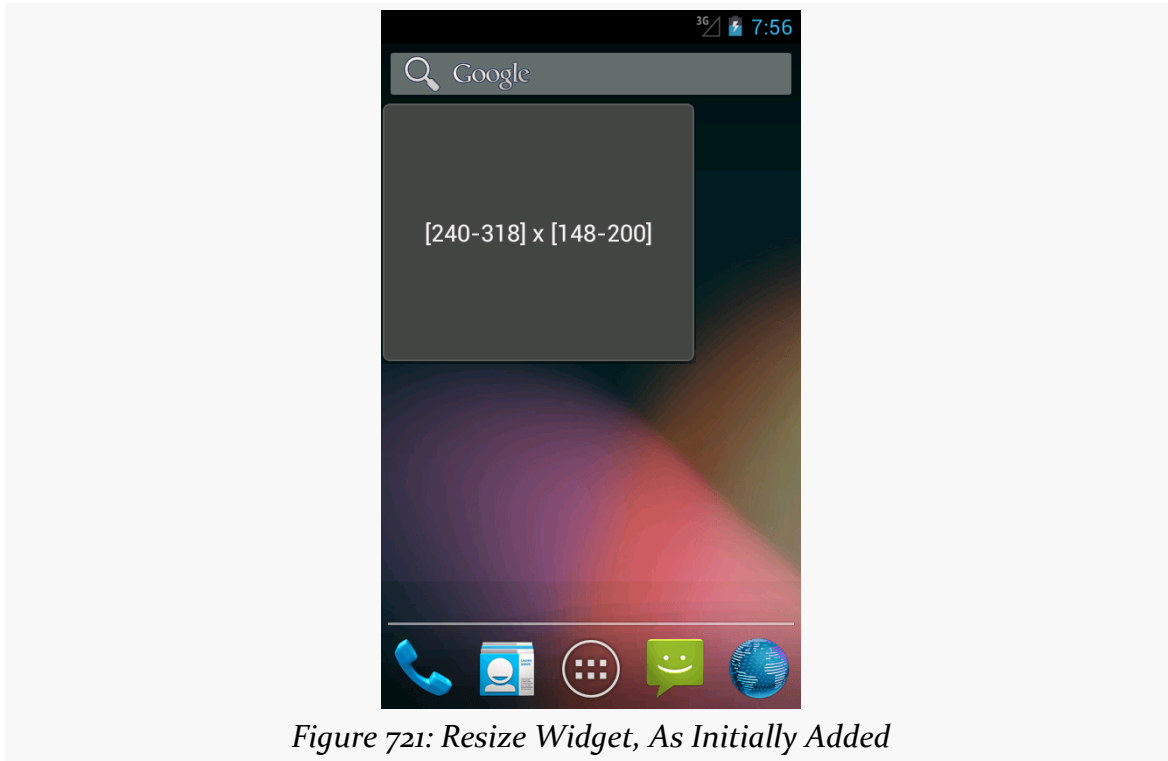 3G 7:56
Google
[240-318] x [148-200]
Figure 721: Resize Widget, As Initially Added